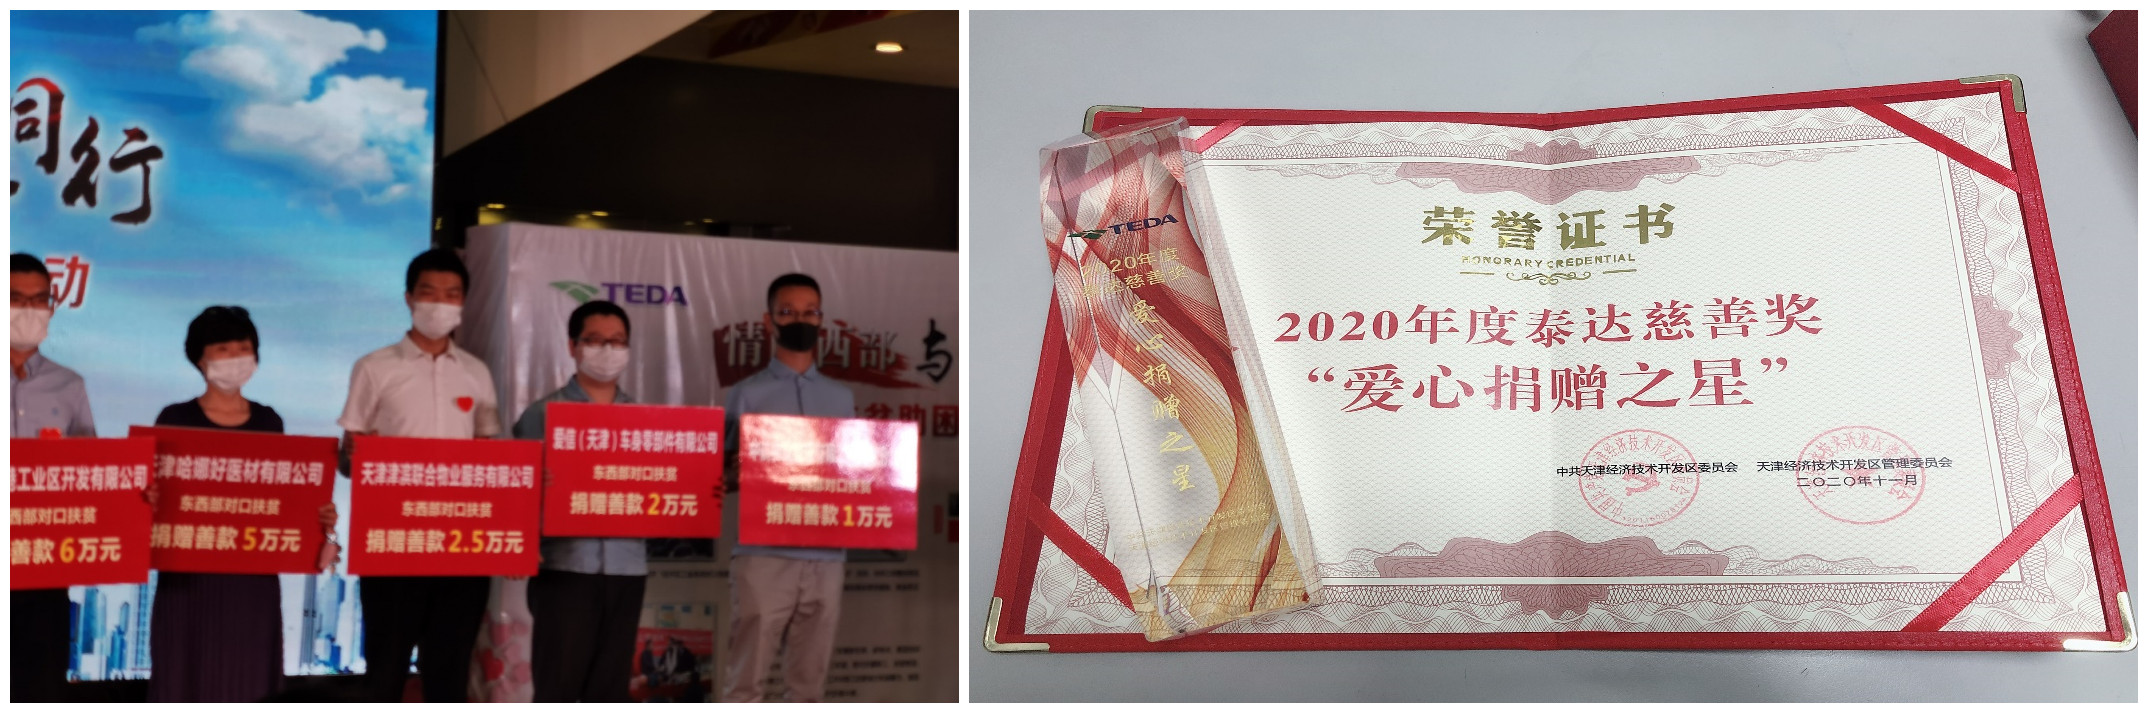 同行
动
TEDA
情
西部
与
助困
工业区开发有限公司
西部对口扶贫
善款 6万元
津哈娜好医材有限公司
东西部对口扶贫
捐赠善款 5万元
天津津滨联合物业服务有限公司
东西部对口扶贫
捐赠善款 2.5万元
爱信（天津）车身零部件有限公司
东西部对口扶贫
捐赠善款 2万元
东西部对口扶贫
捐赠善款 1万元
TEDA
20年度
慈善奖
爱心捐赠之星
荣誉证书
HONORARY CREDENTIAL
2020年度泰达慈善奖
“爱心捐赠之星”
中共天津经济技术开发区委员会
天津经济技术开发区管理委员会
二〇二〇年十一月